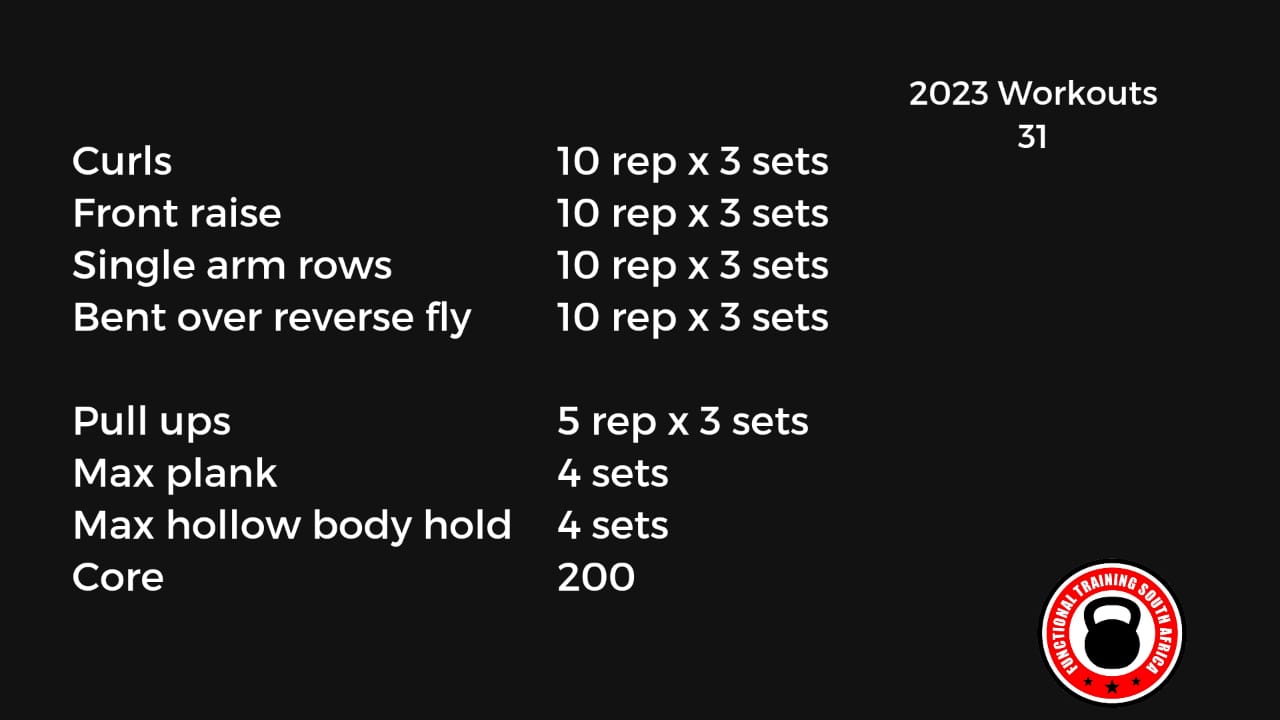 2023 Workouts
31
Curls 10 rep x 3 sets
Front raise 10 rep x 3 sets
Single arm rows 10 rep x 3 sets
Bent over reverse fly 10 rep x 3 sets
Pull ups 5 rep x 3 sets
Max plank 4 sets
Max hollow body hold 4 sets
Core 200
FUNCTIONAL TRAINING SOUTH AFRICA